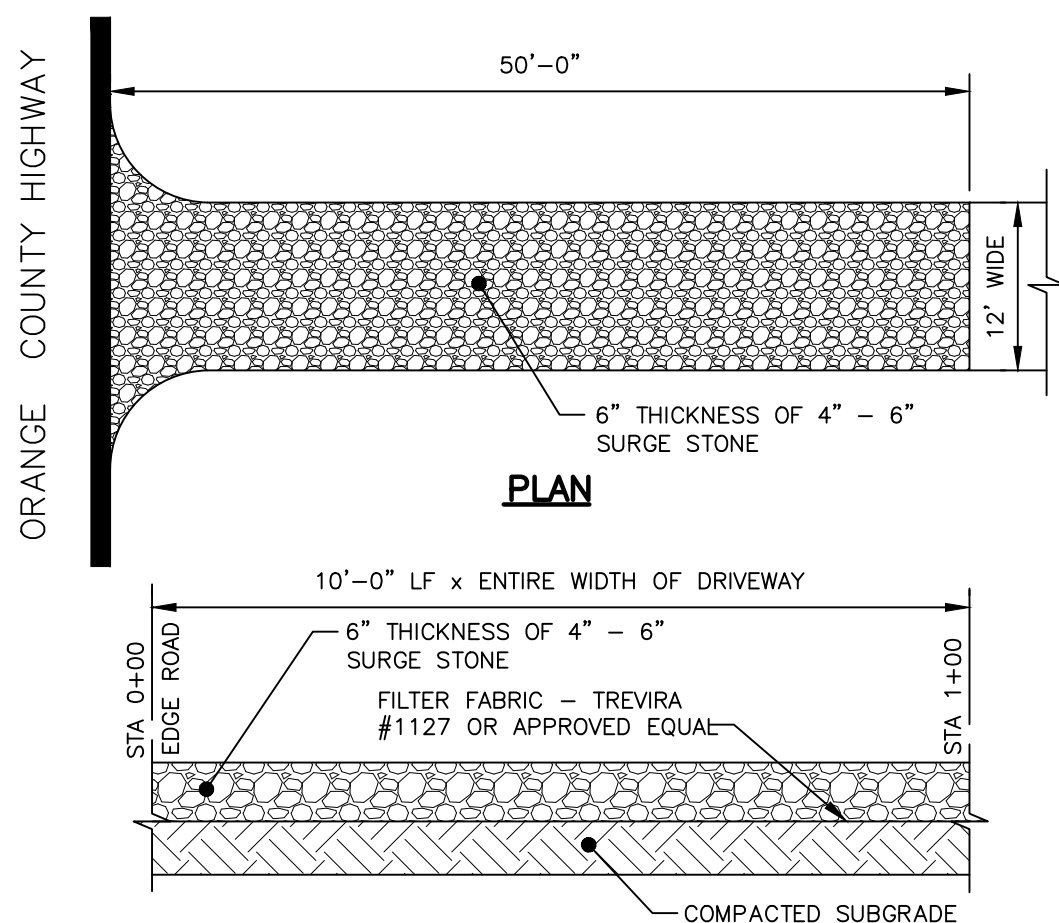 ORANGE COUNTY HIGHWAY
50'-0"
12' WIDE
6" THICKNESS OF 4" - 6"
SURGE STONE
PLAN
10'-0" LF x ENTIRE WIDTH OF DRIVEWAY
STA 0+00
EDGE ROAD
6" THICKNESS OF 4" - 6"
SURGE STONE
FILTER FABRIC - TREVIRA
#1127 OR APPROVED EQUAL
STA 1+00
COMPACTED SUBGRADE